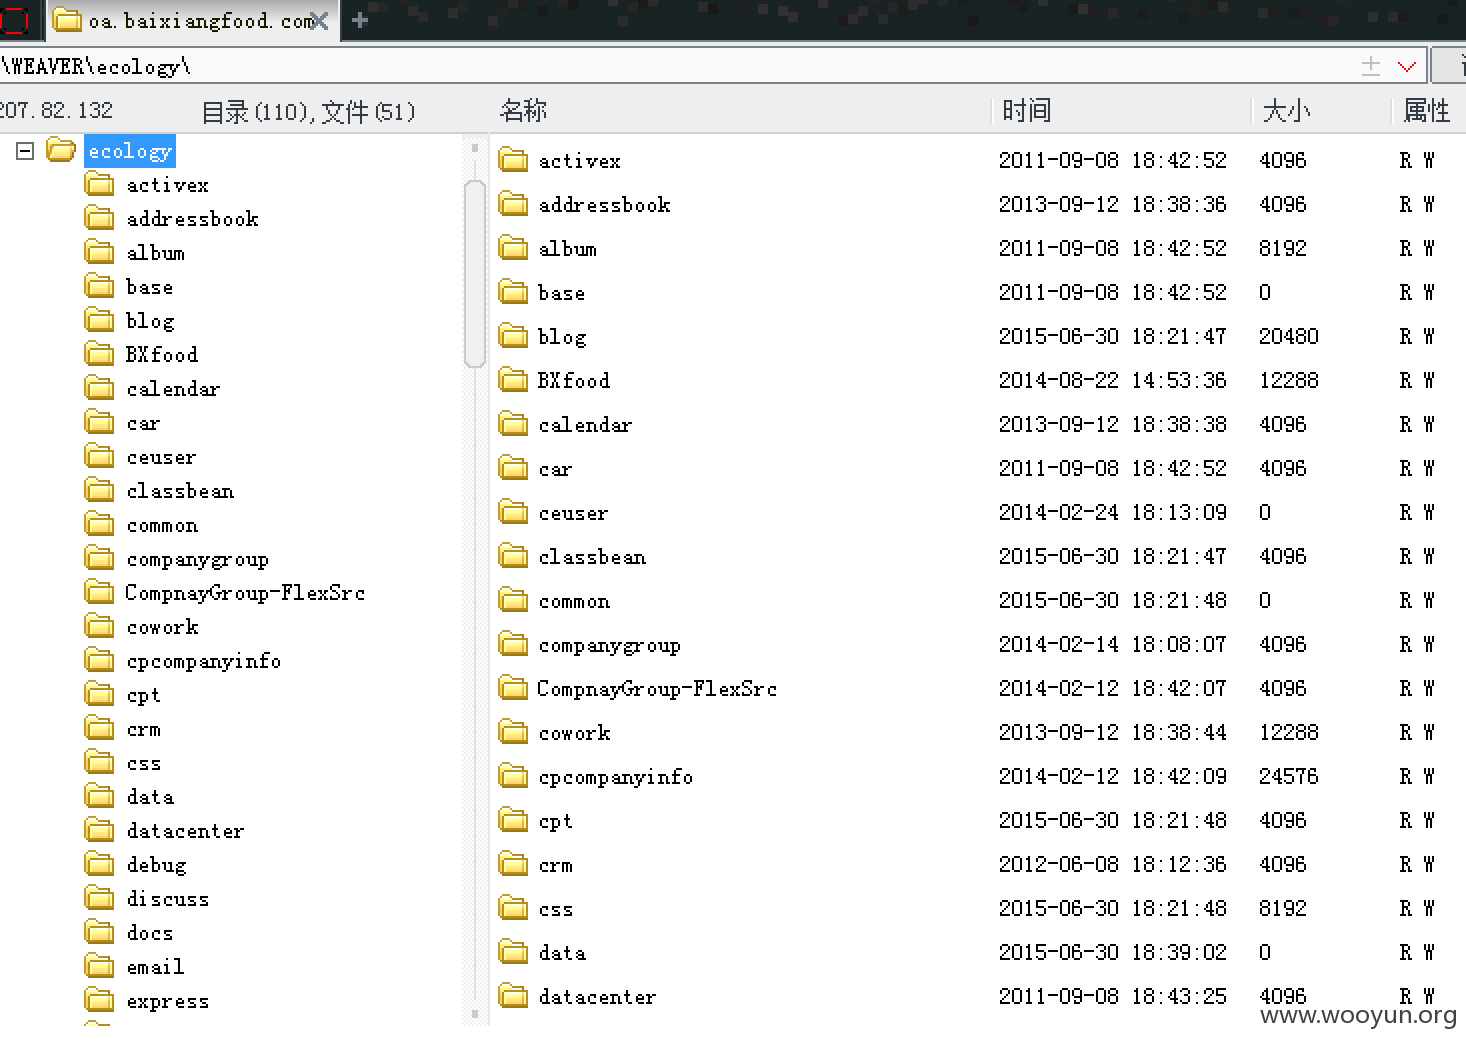 oa.baixiangfood.com
\WEAVER\ecology\
207.82.132 目录(110),文件(51) 名称 时间 大小 属性
ecology
activex
addressbook
album
base
blog
BXfood
calendar
car
ceuser
classbean
common
companygroup
CompnayGroup-FlexSrc
cowork
cpcompanyinfo
cpt
crm
css
data
datacenter
debug
discuss
docs
email
express
activex 2011-09-08 18:42:52 4096 R W
addressbook 2013-09-12 18:38:36 4096 R W
album 2011-09-08 18:42:52 8192 R W
base 2011-09-08 18:42:52 0 R W
blog 2015-06-30 18:21:47 20480 R W
BXfood 2014-08-22 14:53:36 12288 R W
calendar 2013-09-12 18:38:38 4096 R W
car 2011-09-08 18:42:52 4096 R W
ceuser 2014-02-24 18:13:09 0 R W
classbean 2015-06-30 18:21:47 4096 R W
common 2015-06-30 18:21:48 0 R W
companygroup 2014-02-14 18:08:07 4096 R W
CompnayGroup-FlexSrc 2014-02-12 18:42:07 4096 R W
cowork 2013-09-12 18:38:44 12288 R W
cpcompanyinfo 2014-02-12 18:42:09 24576 R W
cpt 2015-06-30 18:21:48 4096 R W
crm 2012-06-08 18:12:36 4096 R W
css 2015-06-30 18:21:48 8192 R W
data 2015-06-30 18:39:02 0 R W
datacenter 2011-09-08 18:43:25 4096 R W
www.wooyun.org